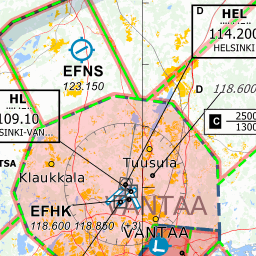 D
HEL
114.200
HELSINKI
EFNS
123.150
HL
109.10
SINKI-VAN...
D
118.600
C
2500
1300
TSA
Tuusula
Klaukkala
EFHK
VANTAA
118.600 118.850 (+3)
VANTAA
L